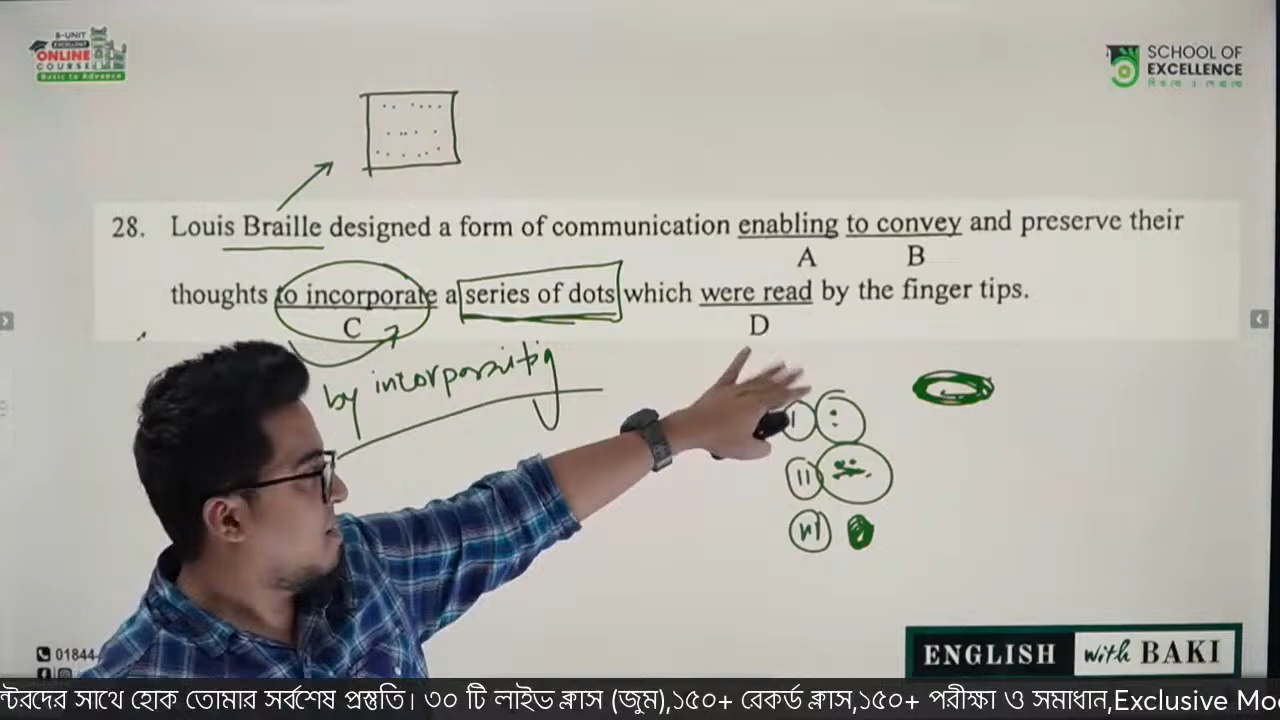 B-UNIT
EXCELLENT
ONLINE
COURSE
Basic to Advance
SCHOOL OF
EXCELLENCE
28. Louis Braille designed a form of communication enabling to convey and preserve their
A B
thoughts to incorporate a series of dots which were read by the finger tips.
C D
by
I
II
01844
ENGLISH with BAKI
ন্টরদের সাথে হোক তোমার সর্বশেষ প্রস্তুতি। ৩০ টি লাইভ ক্লাস (জুম),১৫০+ রেকর্ড ক্লাস,১৫০+ পরীক্ষা ও সমাধান,Exclusive Mo